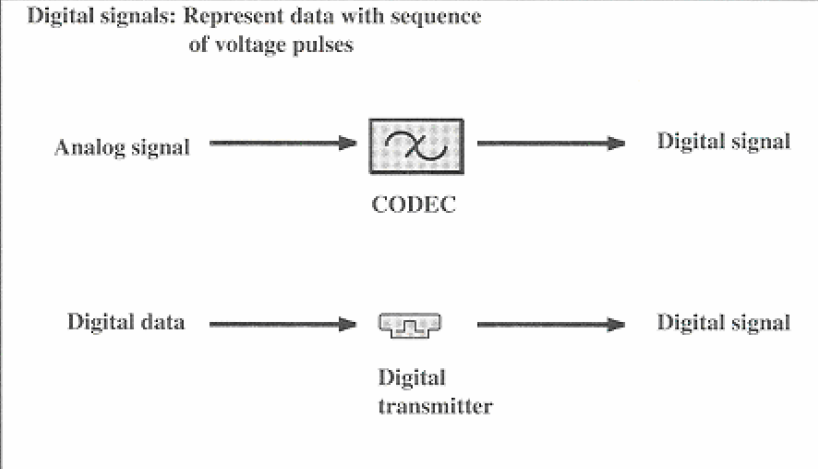 Digital signals: Represent data with sequence
of voltage pulses
Analog signal
CODEC
Digital signal
Digital data
Digital
transmitter
Digital signal